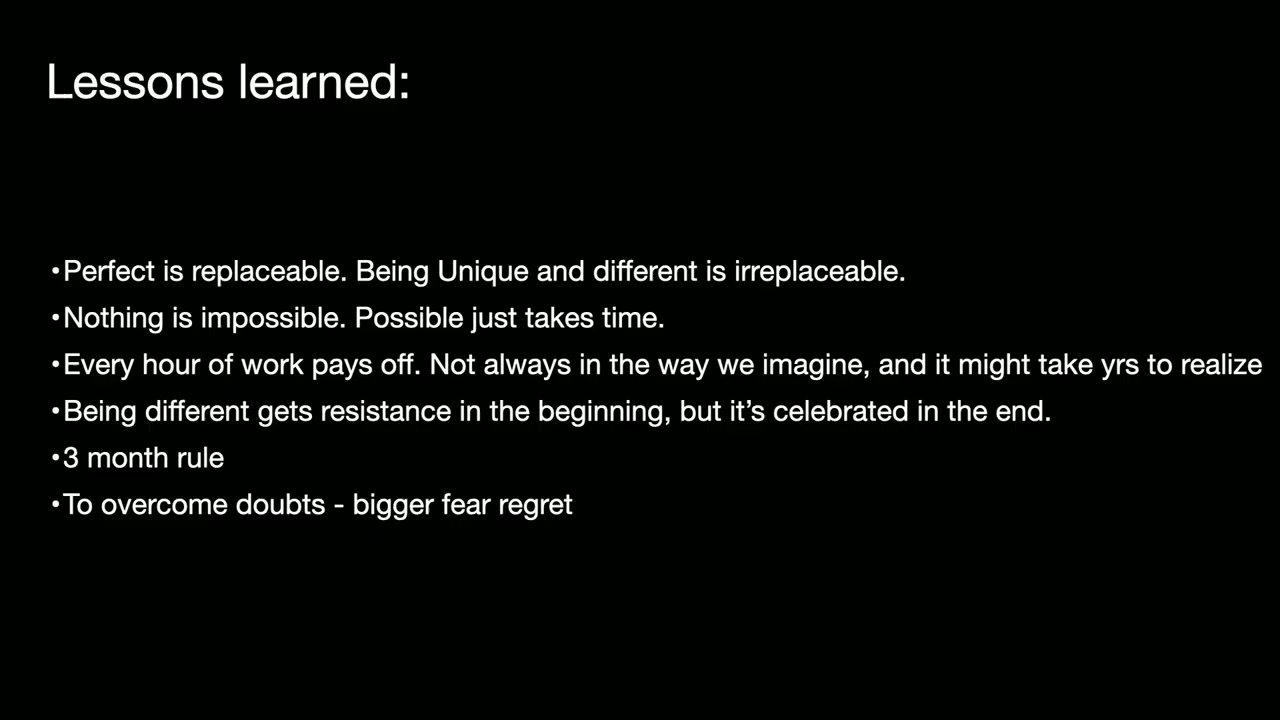 Lessons learned:
•Perfect is replaceable. Being Unique and different is irreplaceable.
•Nothing is impossible. Possible just takes time.
•Every hour of work pays off. Not always in the way we imagine, and it might take yrs to realize
•Being different gets resistance in the beginning, but it’s celebrated in the end.
•3 month rule
•To overcome doubts - bigger fear regret